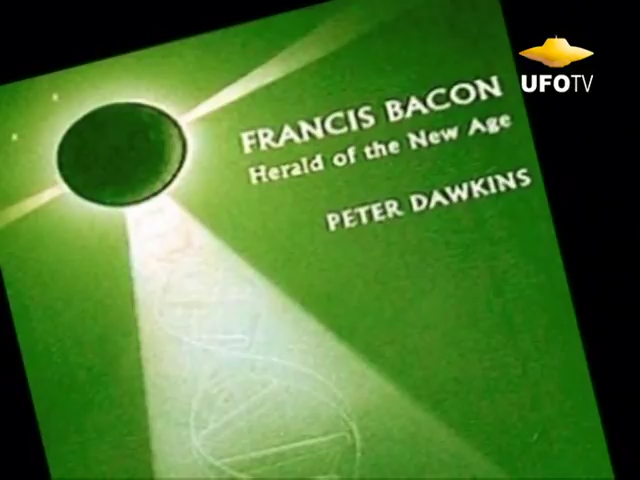 FRANCIS BACON
Herald of the New Age
PETER DAWKINS
UFOTV